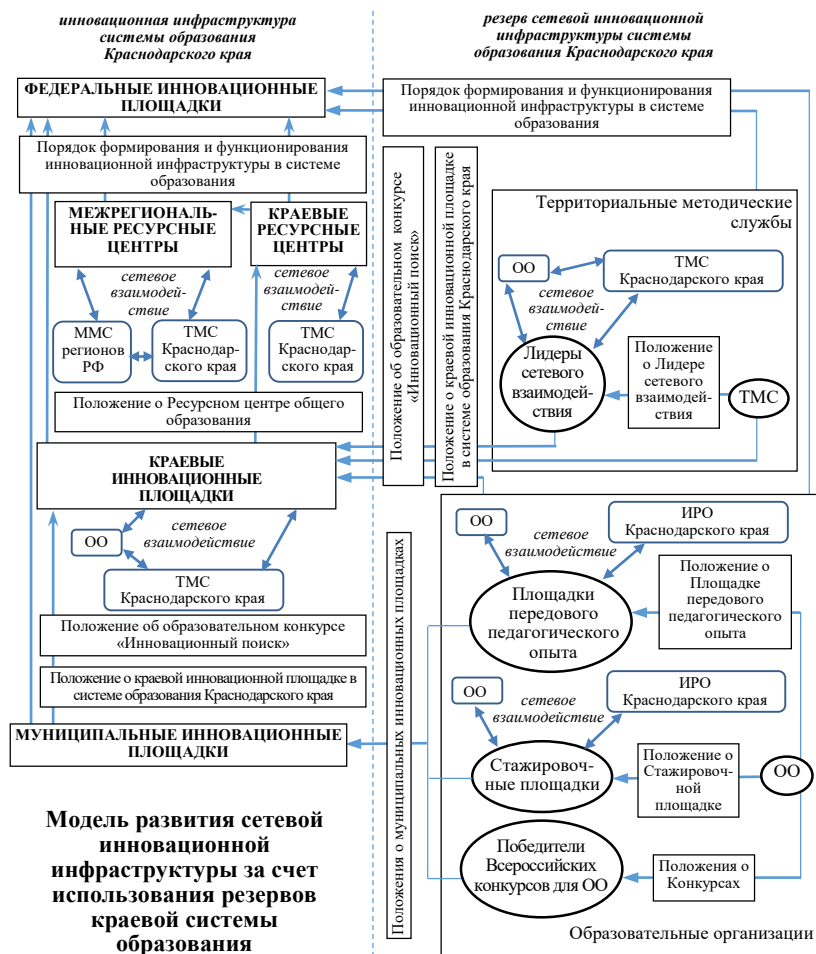 инновационная инфраструктура
системы образования
Краснодарского края
резерв сетевой инновационной
инфраструктуры системы
образования Краснодарского края
ФЕДЕРАЛЬНЫЕ ИННОВАЦИОННЫЕ
ПЛОЩАДКИ
Порядок формирования и функционирования
инновационной инфраструктуры в системе
образования
МЕЖРЕГИОНАЛЬ-
НЫЕ РЕСУРСНЫЕ
ЦЕНТРЫ
КРАЕВЫЕ
РЕСУРСНЫЕ
ЦЕНТРЫ
сетевое
взаимодей-
ствие
сетевое
взаимодей-
ствие
ММС
регионов
РФ
ТМС
Краснодар-
ского края
ТМС
Краснодар-
ского края
Положение о Ресурсном центре общего
образования
КРАЕВЫЕ
ИННОВАЦИОННЫЕ
ПЛОЩАДКИ
сетевое
взаимодействие
ОО
ТМС
Краснодарского края
Положение об образовательном конкурсе
«Инновационный поиск»
Положение о краевой инновационной площадке в
системе образования Краснодарского края
МУНИЦИПАЛЬНЫЕ ИННОВАЦИОННЫЕ
ПЛОЩАДКИ
Модель развития сетевой
инновационной
инфраструктуры за счет
использования резервов
краевой системы
образования
Порядок формирования и функционирования
инновационной инфраструктуры в системе
образования
Положение об образовательном конкурсе
«Инновационный поиск»
Положение о краевой инновационной площадке
в системе образования Краснодарского края
Территориальные методические
службы
ОО
ТМС
Краснодарского края
сетевое
взаимодействие
Лидеры
сетевого
взаимодей-
ствия
Положение
о Лидере
сетевого
взаимодей-
ствия
ТМС
Положение о муниципальных инновационных площадках
ОО
сетевое
взаимодействие
ИРО
Краснодарского края
Площадки
передового
педагогического
опыта
Положение о
Площадке
передового
педагогического
опыта
ОО
сетевое
взаимодействие
ИРО
Краснодарского края
Стажировоч-
ные площадки
Положение о
Стажировоч-
ной площадке
ОО
Победители
Всероссийских
конкурсов для ОО
Положения о
Конкурсах
Образовательные организации